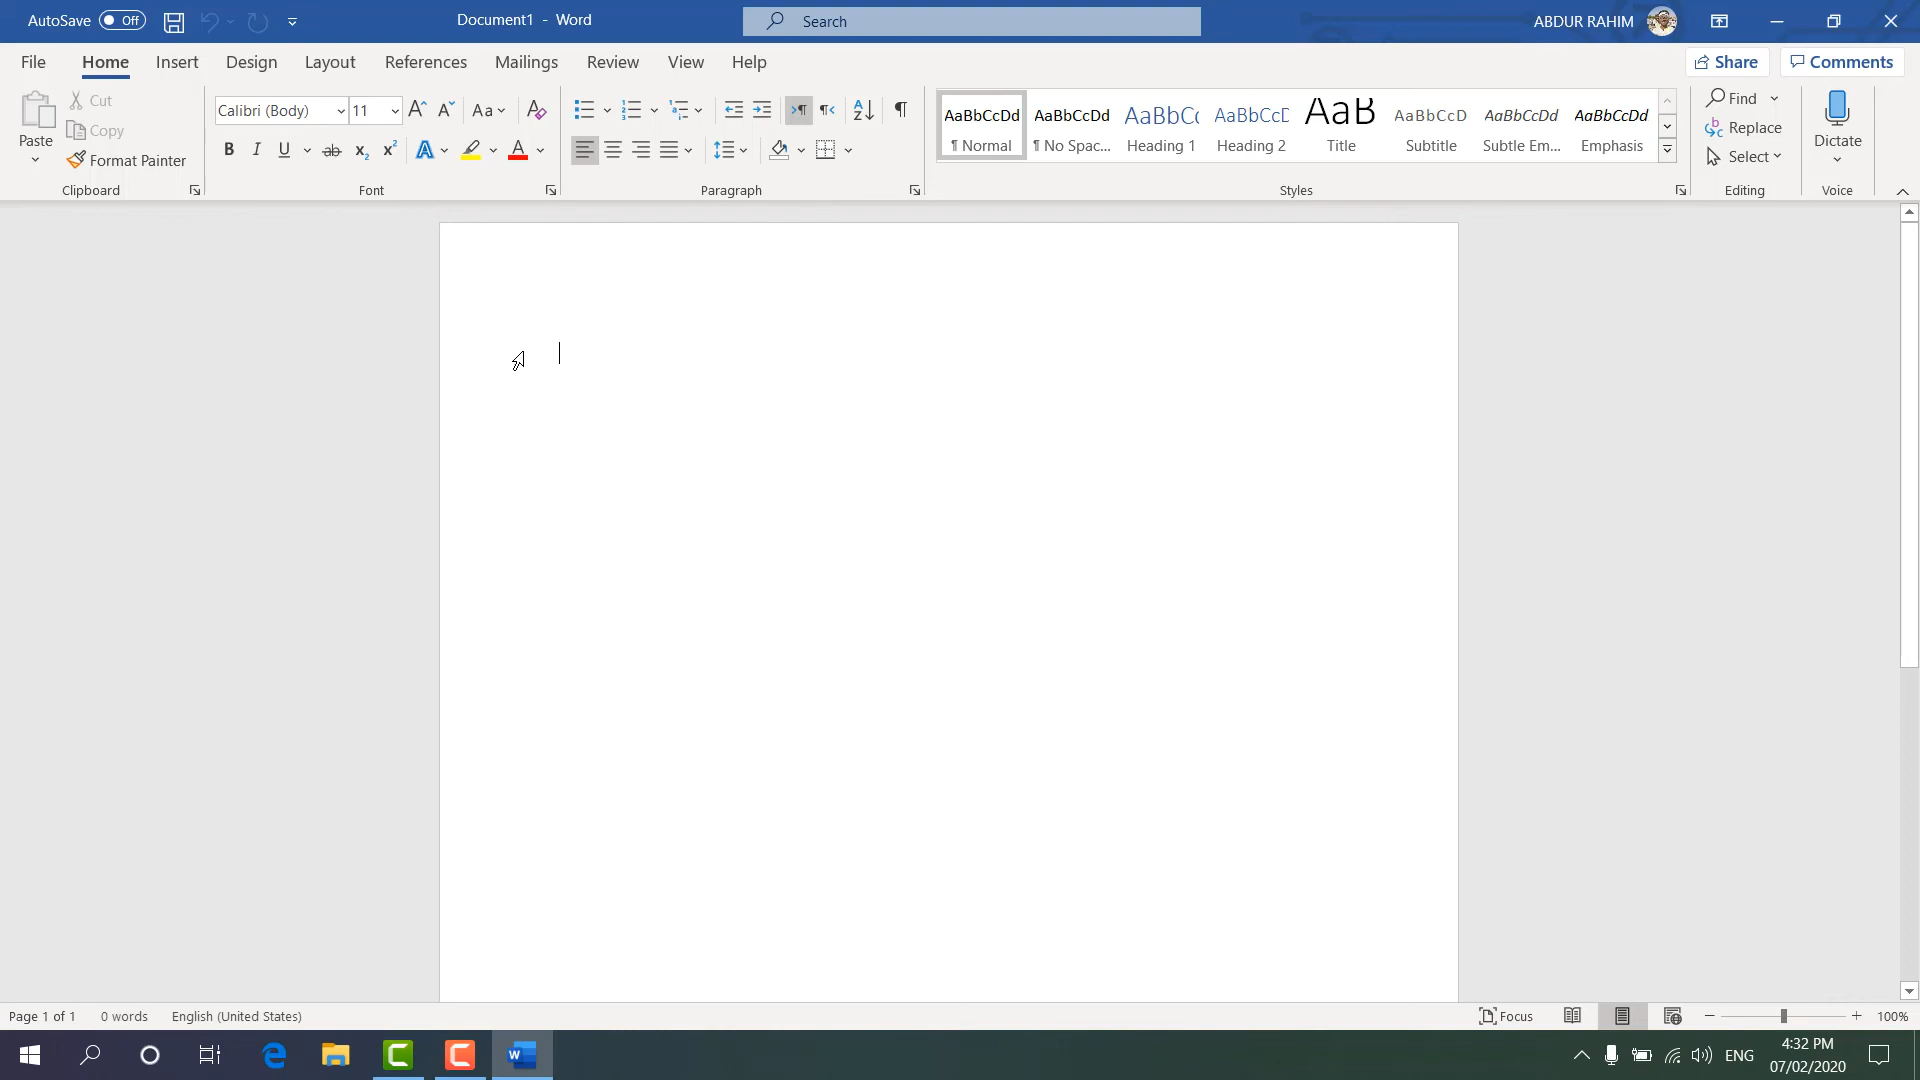 AutoSave Off Document1 - Word Search ABDUR RAHIM
File Home Insert Design Layout References Mailings Review View Help Share Comments
Paste
Cut
Copy
Format Painter
Clipboard
Calibri (Body) 11
Font
Paragraph
AaBbCcDd AaBbCcDd AaBbC AaBbCcD AaB AaBbCcD AaBbCcDd AaBbCcDd
¶ Normal ¶ No Spac... Heading 1 Heading 2 Title Subtitle Subtle Em... Emphasis
Styles
Find
Replace
Select
Editing
Dictate
Voice
Page 1 of 1 0 words English (United States) Focus 100%
ENG 4:32 PM
07/02/2020